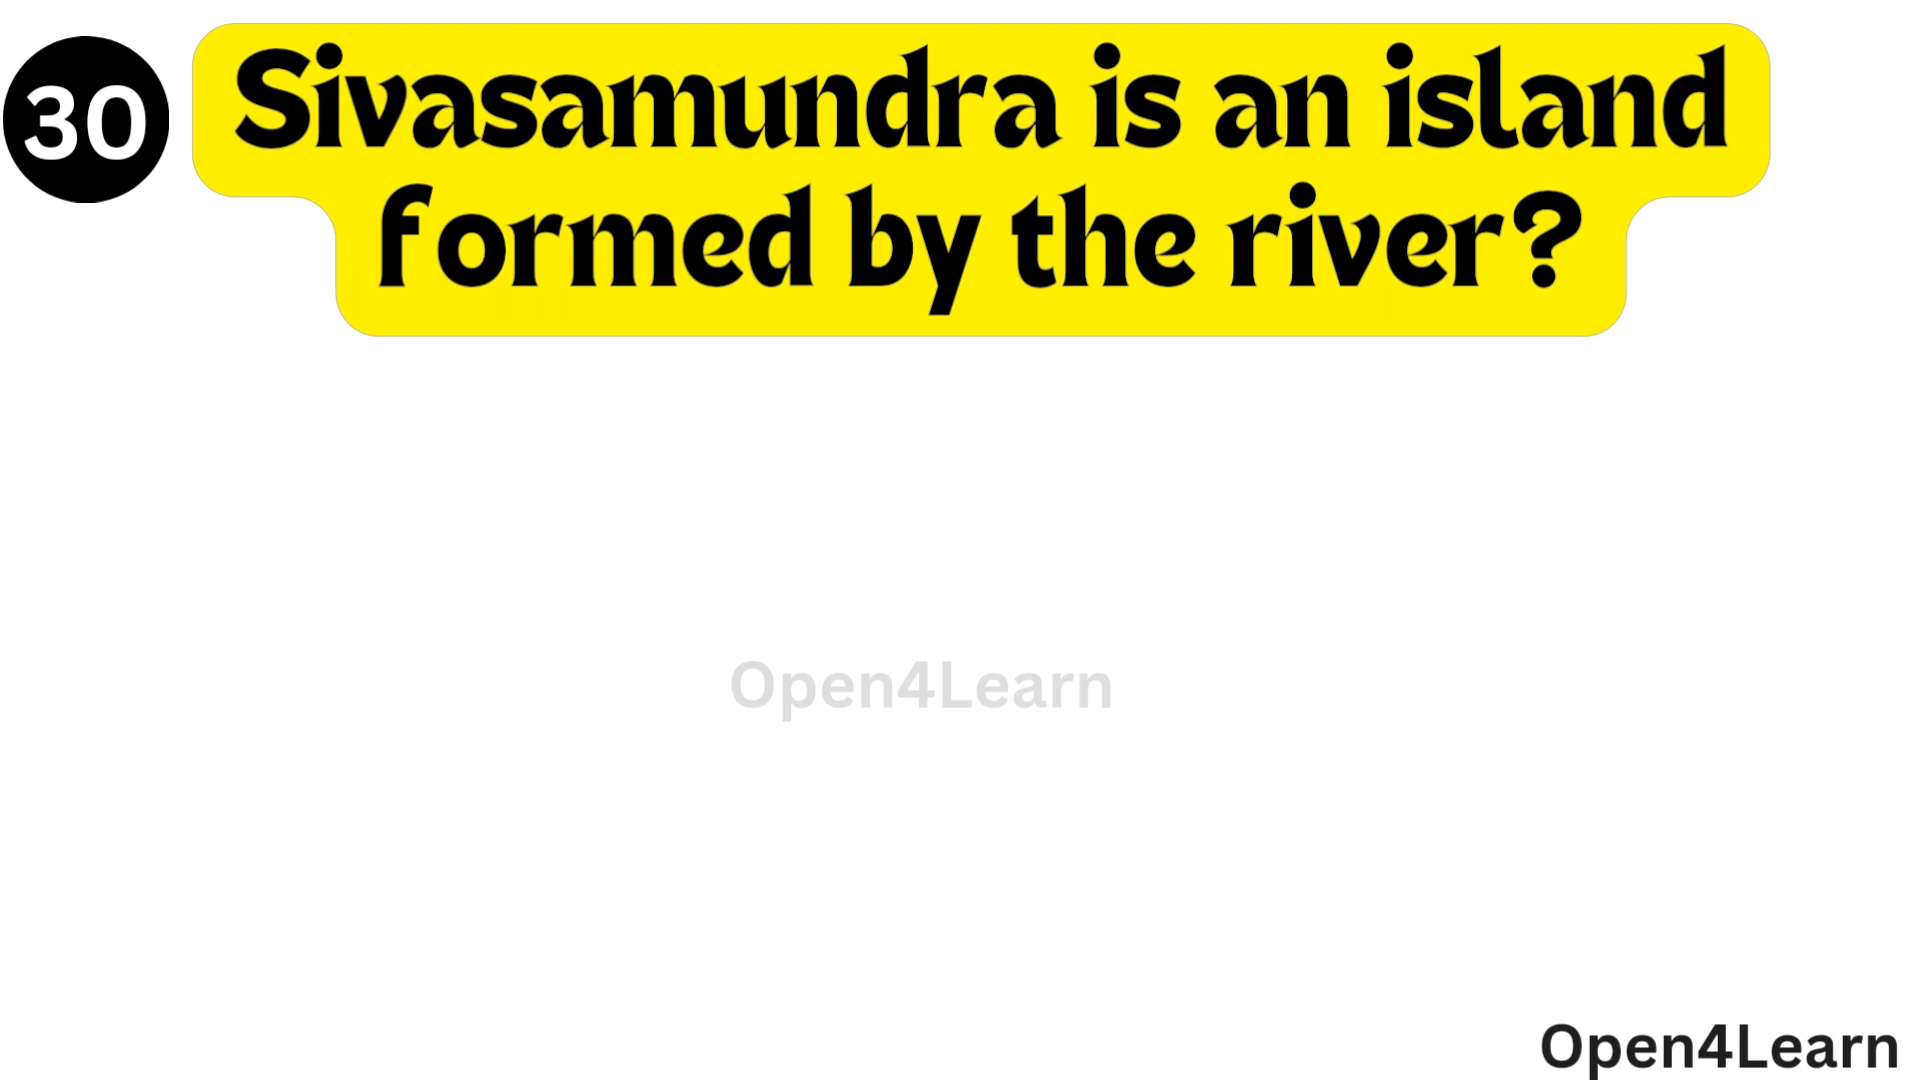 30
Sivasamundra is an island
formed by the river?
Open4Learn
Open4Learn